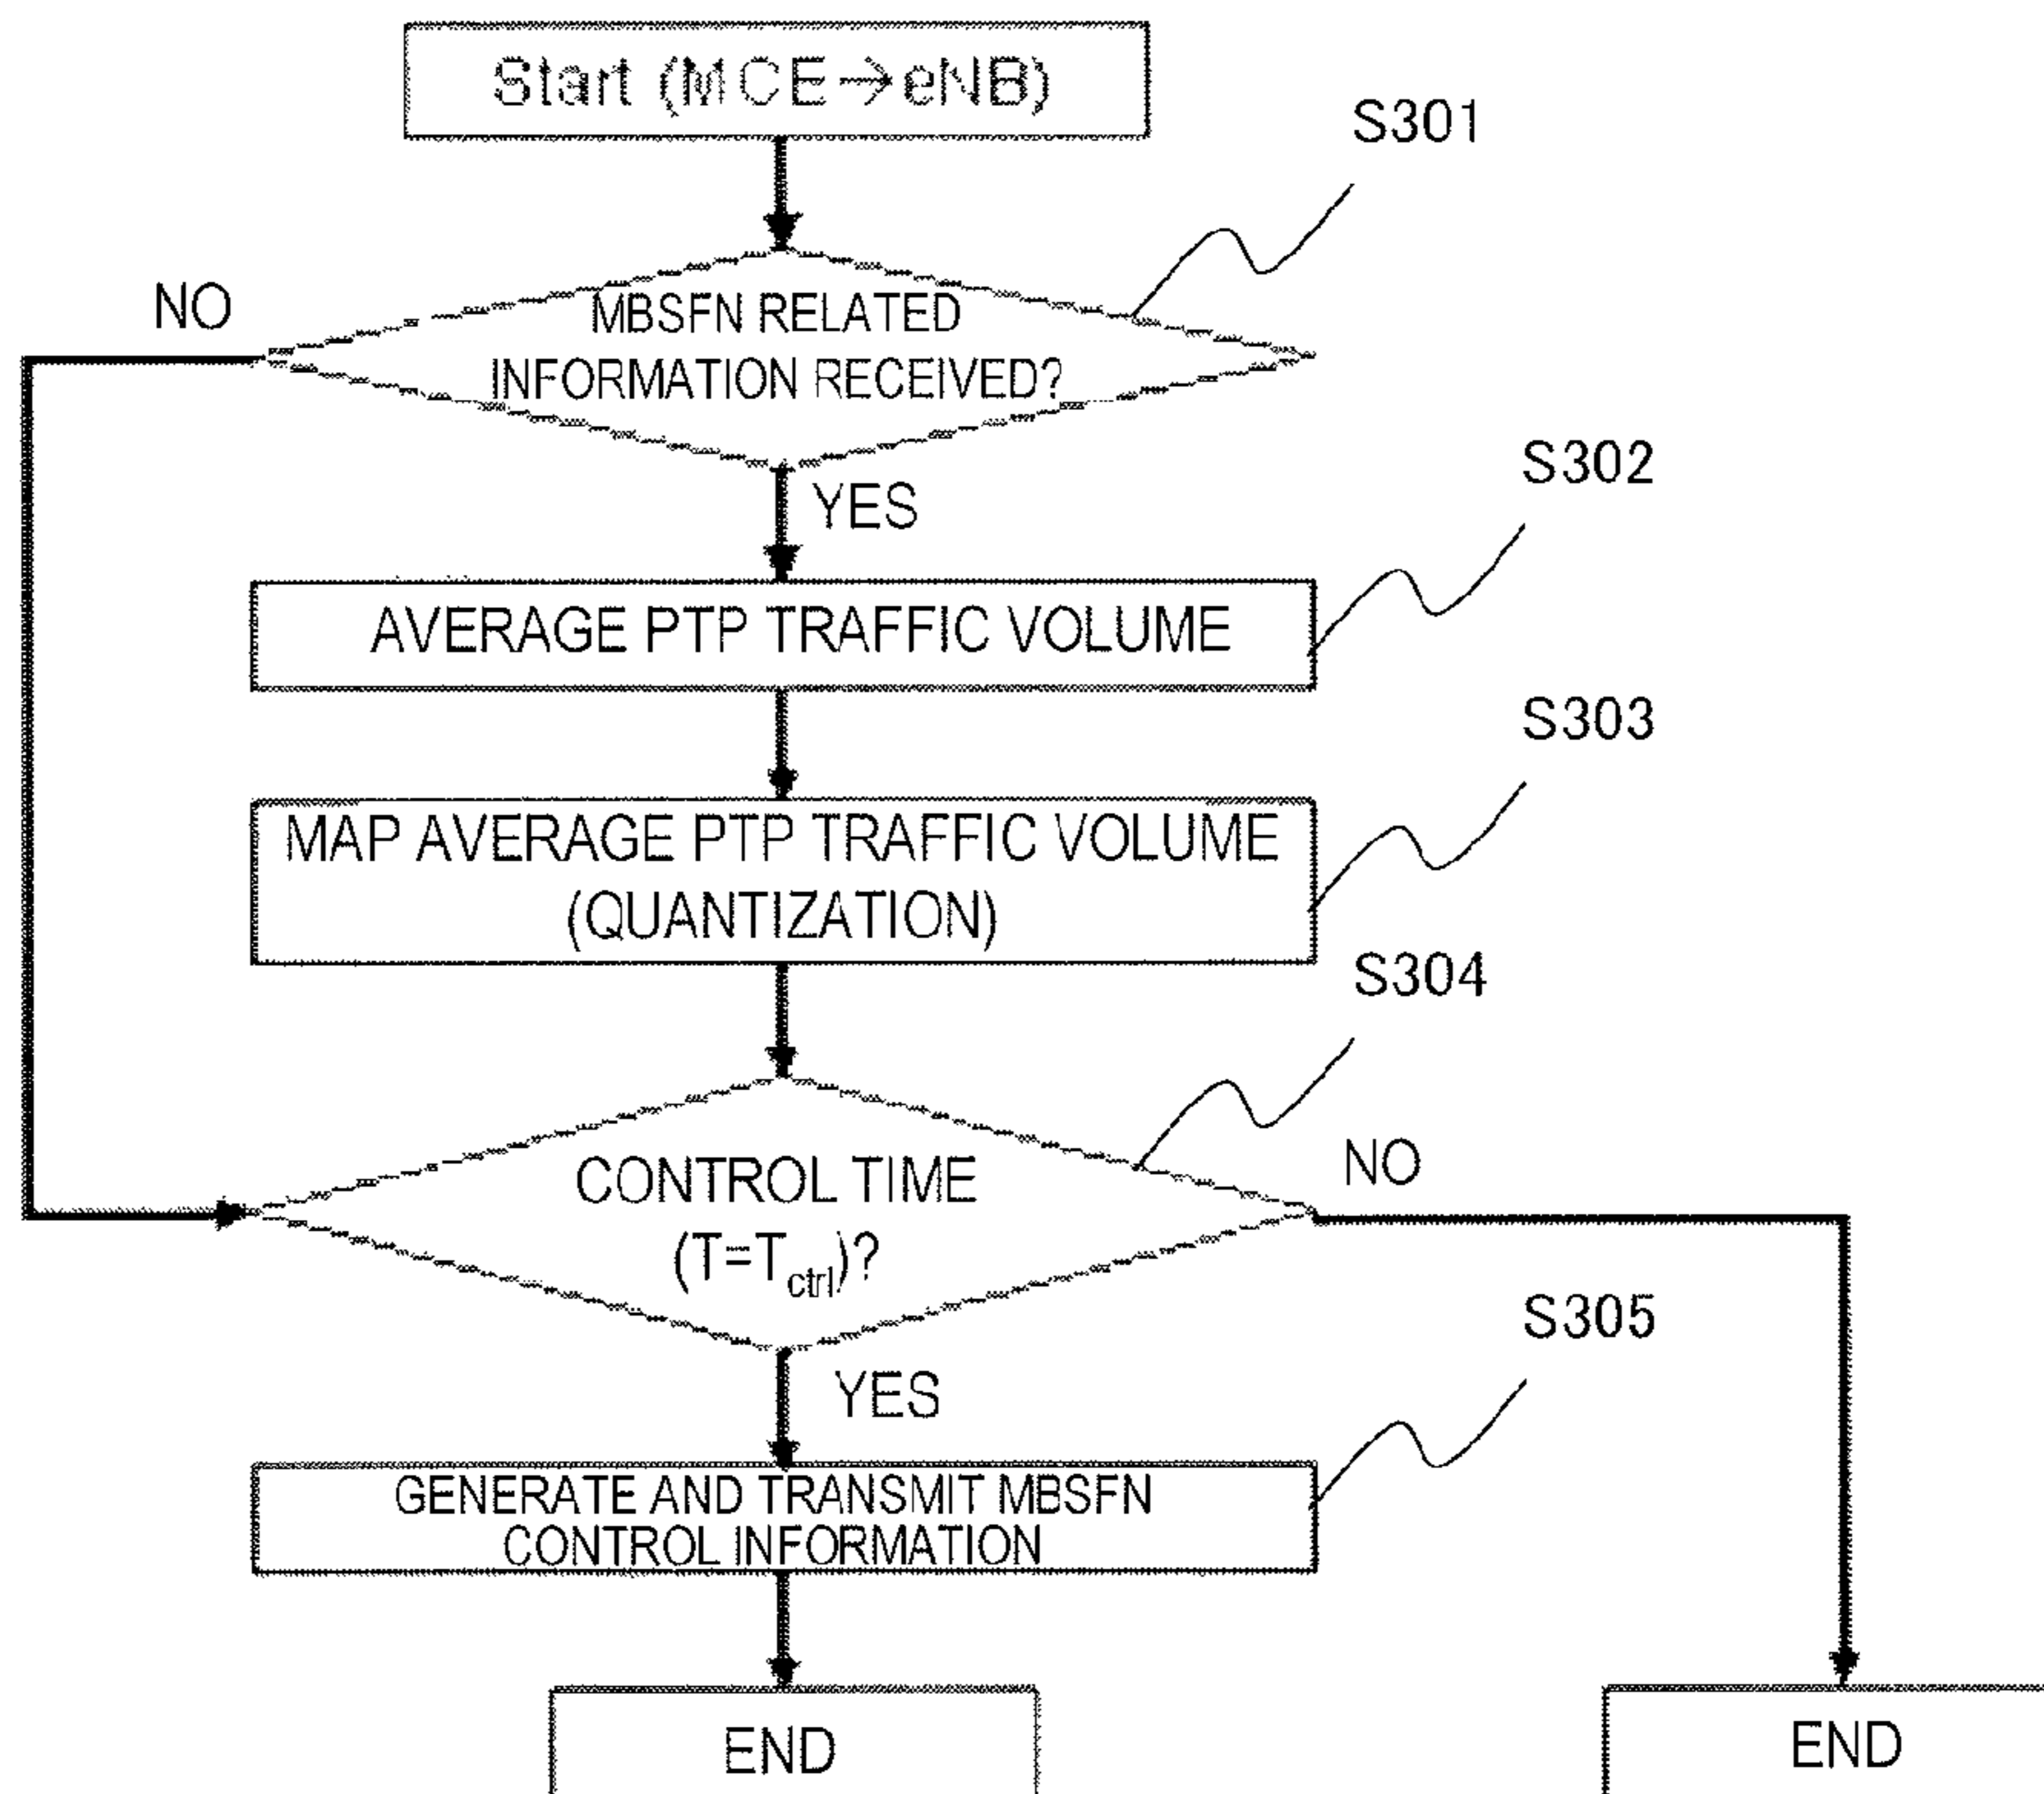 Start (MCE→eNB)
S301
NO
MBSFN RELATED
INFORMATION RECEIVED?
S302
YES
AVERAGE PTP TRAFFIC VOLUME
S303
MAP AVERAGE PTP TRAFFIC VOLUME
(QUANTIZATION)
S304
NO
CONTROL TIME
(T=Tctrl)?
S305
YES
GENERATE AND TRANSMIT MBSFN
CONTROL INFORMATION
END
END